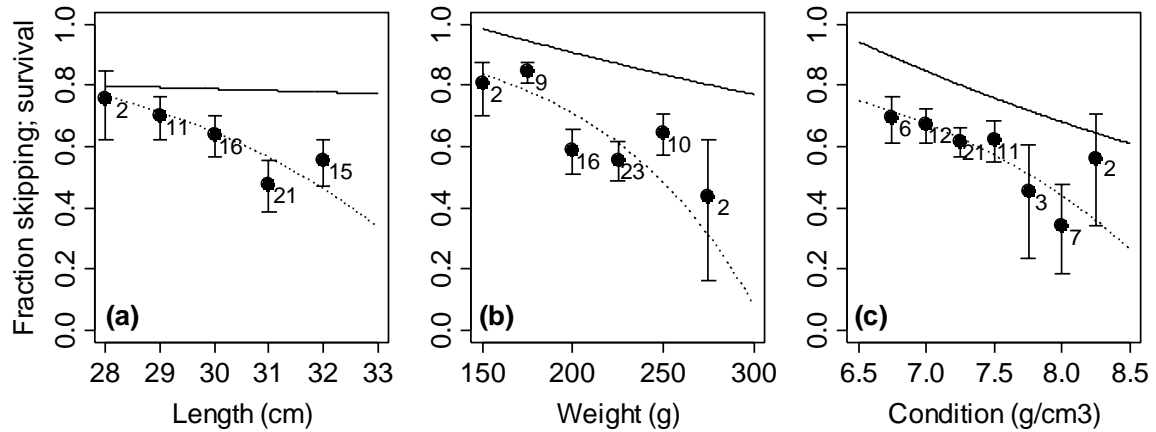 Fraction skipping; survival
0.0 0.2 0.4 0.6 0.8 1.0
2
11
16
21
15
(a)
28 29 30 31 32 33
Length (cm)
0.0 0.2 0.4 0.6 0.8 1.0
2
9
16
23
10
2
(b)
150 200 250 300
Weight (g)
0.0 0.2 0.4 0.6 0.8 1.0
6
12
21
11
3
7
2
(c)
6.5 7.0 7.5 8.0 8.5
Condition (g/cm3)